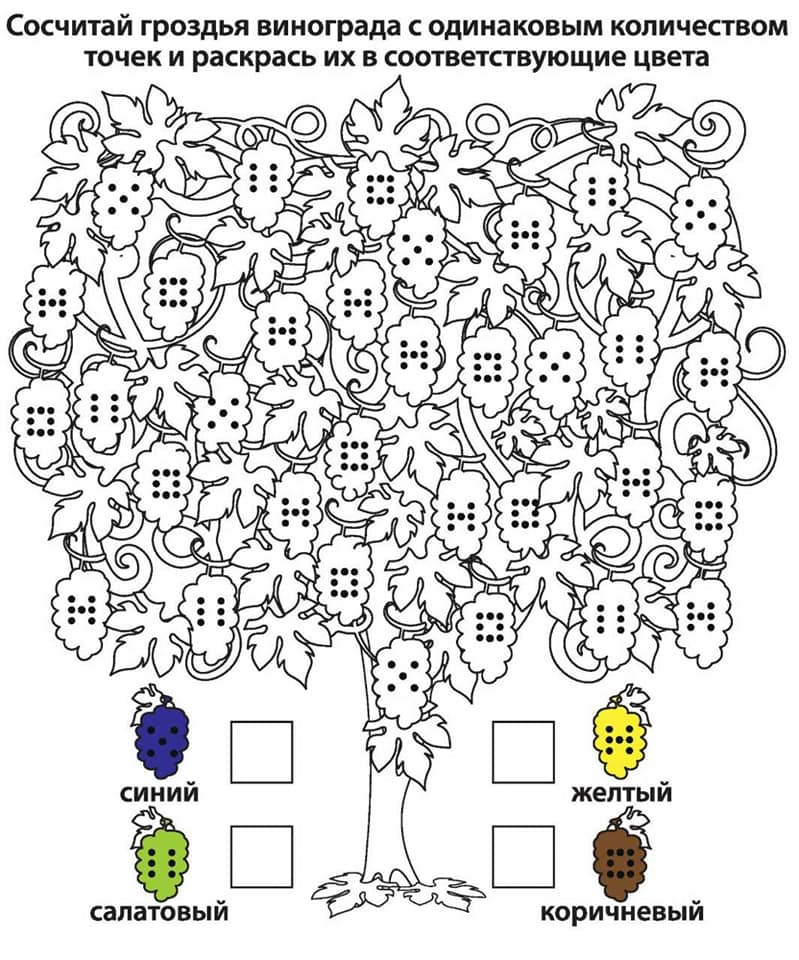 Сосчитай гроздья винограда с одинаковым количеством
точек и раскрась их в соответствующие цвета
синий
желтый
салатовый
коричневый